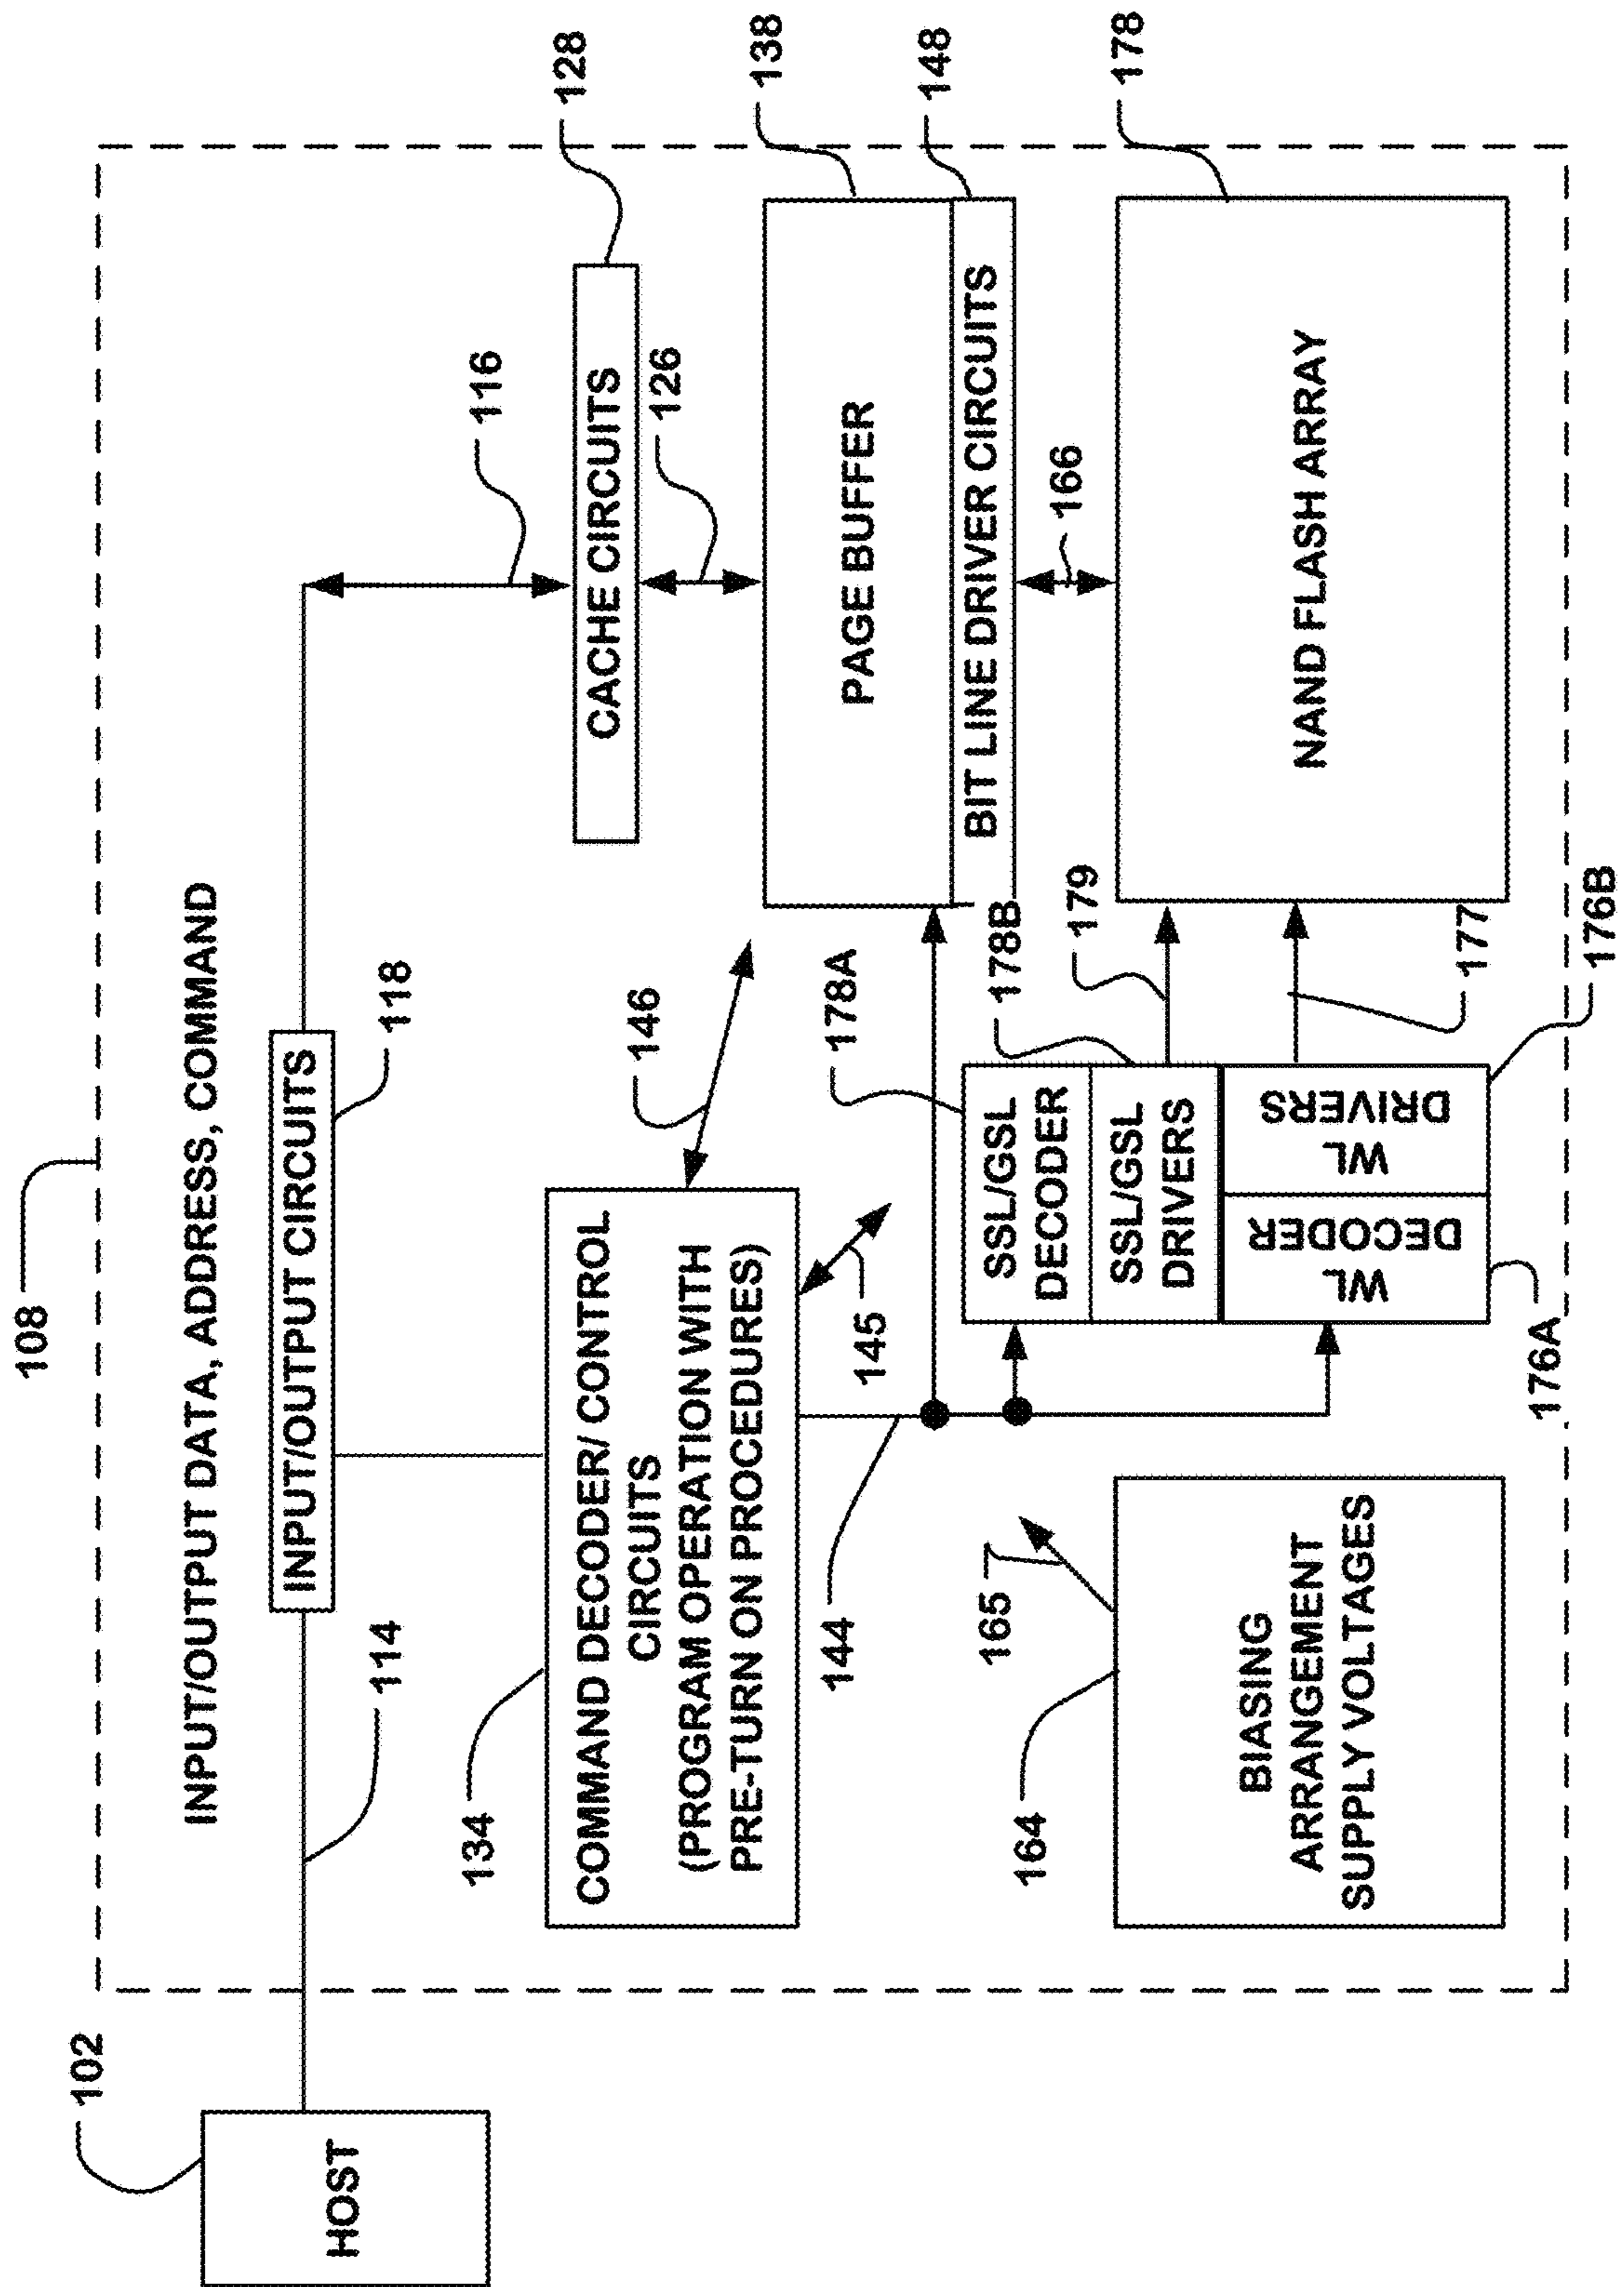 108
102
HOST
114
INPUT/OUTPUT DATA, ADDRESS, COMMAND
INPUT/OUTPUT CIRCUITS
118
116
128
CACHE CIRCUITS
126
134
COMMAND DECODER/ CONTROL
CIRCUITS
(PROGRAM OPERATION WITH
PRE-TURN ON PROCEDURES)
146
145
144
138
PAGE BUFFER
148
BIT LINE DRIVER CIRCUITS
166
178
NAND FLASH ARRAY
178A
178B
179
SSL/GSL
DECODER
SSL/GSL
DRIVERS
WL
DECODER
WL
DRIVERS
177
176A
176B
165
164
BIASING
ARRANGEMENT
SUPPLY VOLTAGES